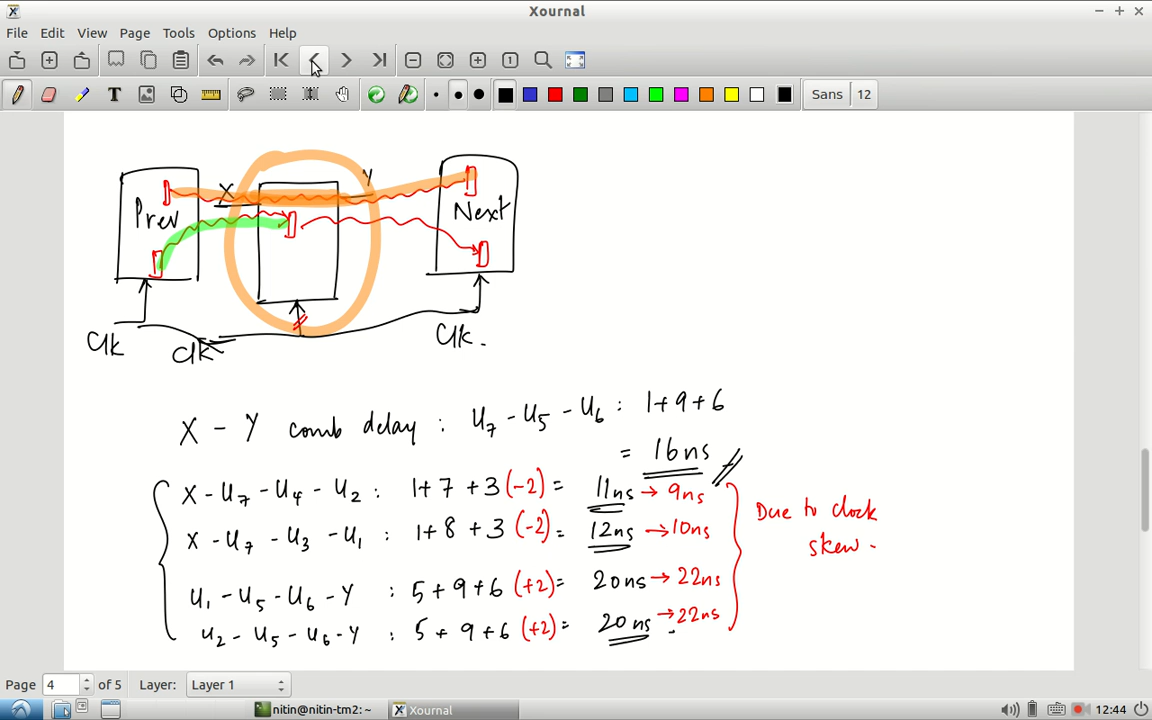 Xournal
File Edit View Page Tools Options Help
Sans 12
X Y
Prev Next
Clk Clk Clk.
X - Y comb delay : U7 - U5 - U6 : 1+9+6
= 16ns
X - U7 - U4 - U2 : 1+7+3 (-2) = 11ns → 9ns
X - U7 - U3 - U1 : 1+8+3 (-2) = 12ns → 10ns
Due to clock
skew.
U1 - U5 - U6 - Y : 5+9+6 (+2) = 20ns → 22ns
U2 - U5 - U6 - Y : 5+9+6 (+2) = 20ns → 22ns
Page 4 of 5 Layer: Layer 1
nitin@nitin-tm2: ~ Xournal 12:44